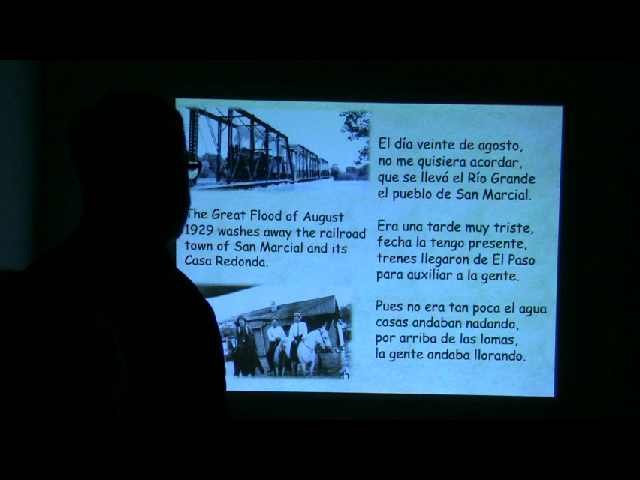 The Great Flood of August
1929 washes away the railroad
town of San Marcial and its
Casa Redonda.
El día veinte de agosto,
no me quisiera acordar,
que se llevó el Río Grande
el pueblo de San Marcial.
Era una tarde muy triste,
fecha la tengo presente,
trenes llegaron de El Paso
para auxiliar a la gente.
Pues no era tan poca el agua
casas andaban nadando,
por arriba de las lomas,
la gente andaba llorando.